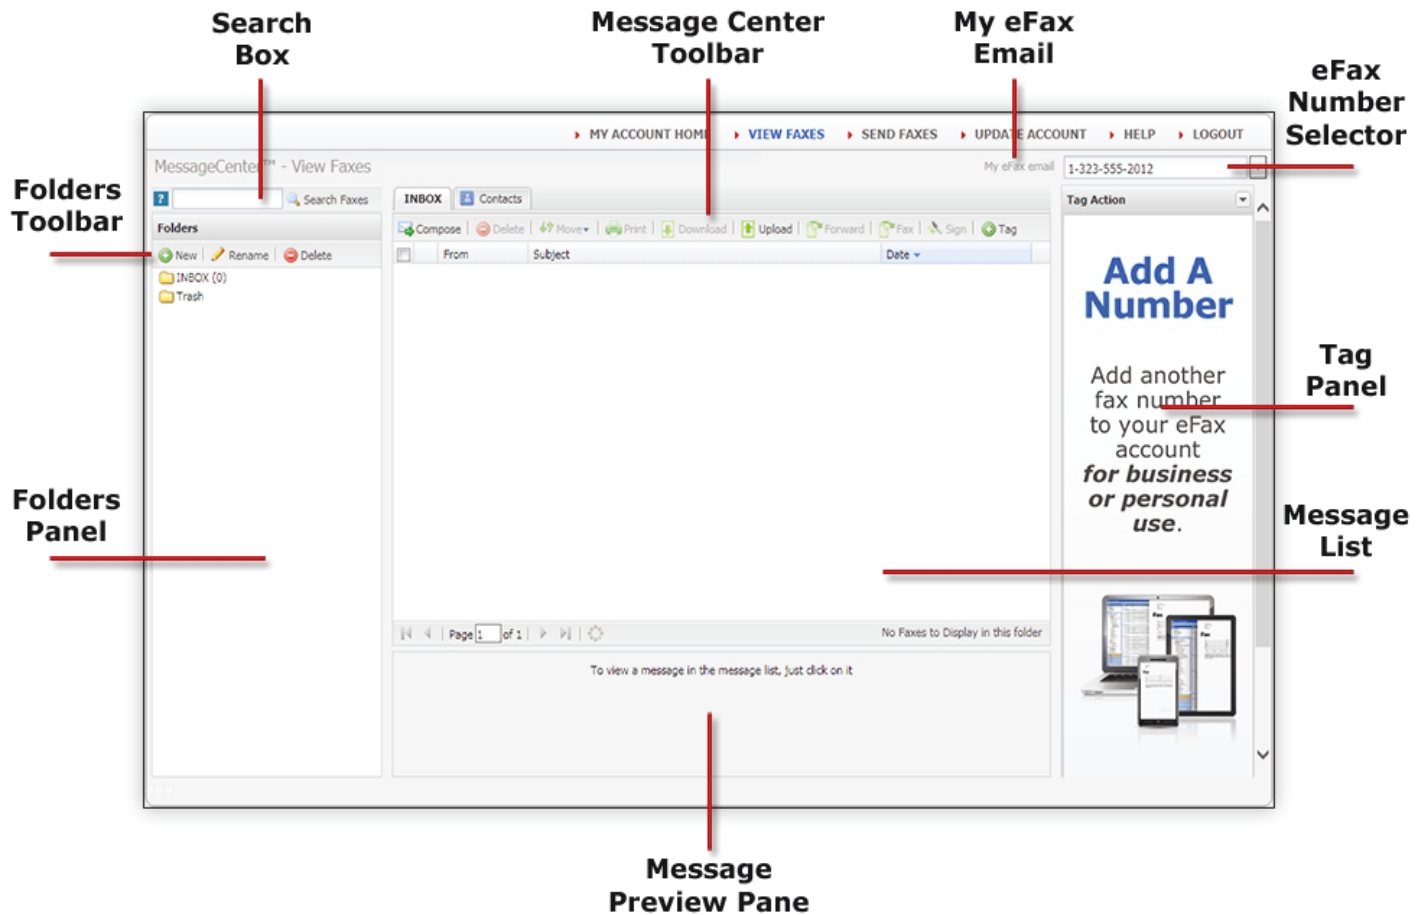 Search
Box
Message Center
Toolbar
My eFax
Email
eFax
Number
Selector
MY ACCOUNT HOME VIEW FAXES SEND FAXES UPDATE ACCOUNT HELP LOGOUT
MessageCenter™ - View Faxes
My eFax email
1-323-555-2012
Folders
Toolbar
? Search Faxes
INBOX Contacts
Tag Action
Folders
Compose Delete Move Print Download Upload Forward Fax Sign Tag
New Rename Delete
From Subject Date
INBOX (0)
Trash
Add A
Number
Tag
Panel
Add another
fax number
to your eFax
account
for business
or personal
use.
Folders
Panel
Message
List
Page 1 of 1
No Faxes to Display in this folder
To view a message in the message list, just click on it
Message
Preview Pane